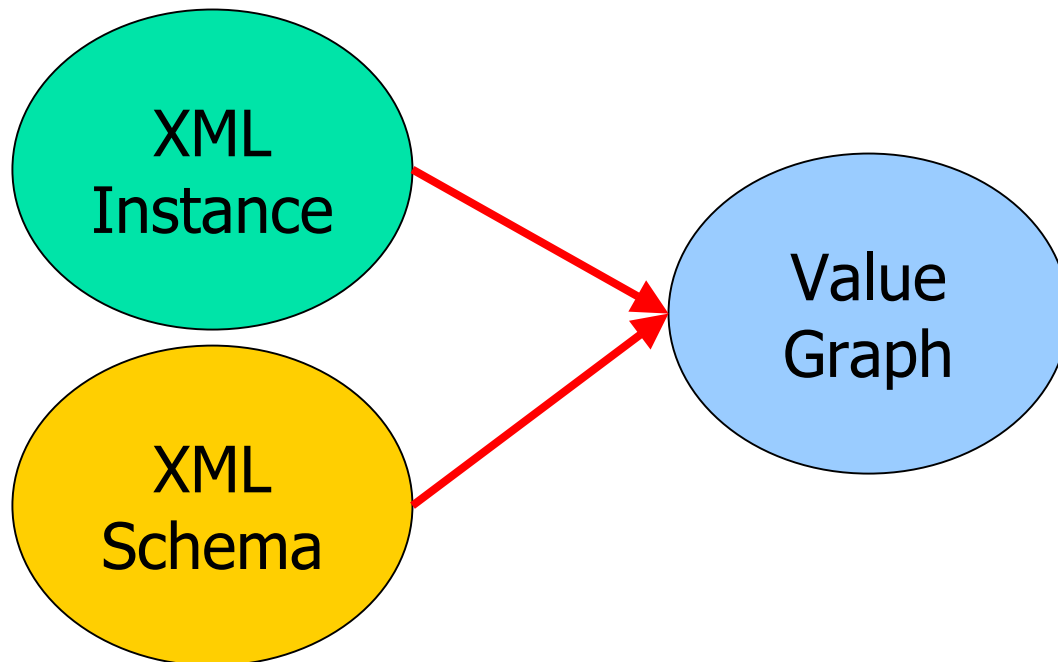 XML
Instance
Value
Graph
XML
Schema